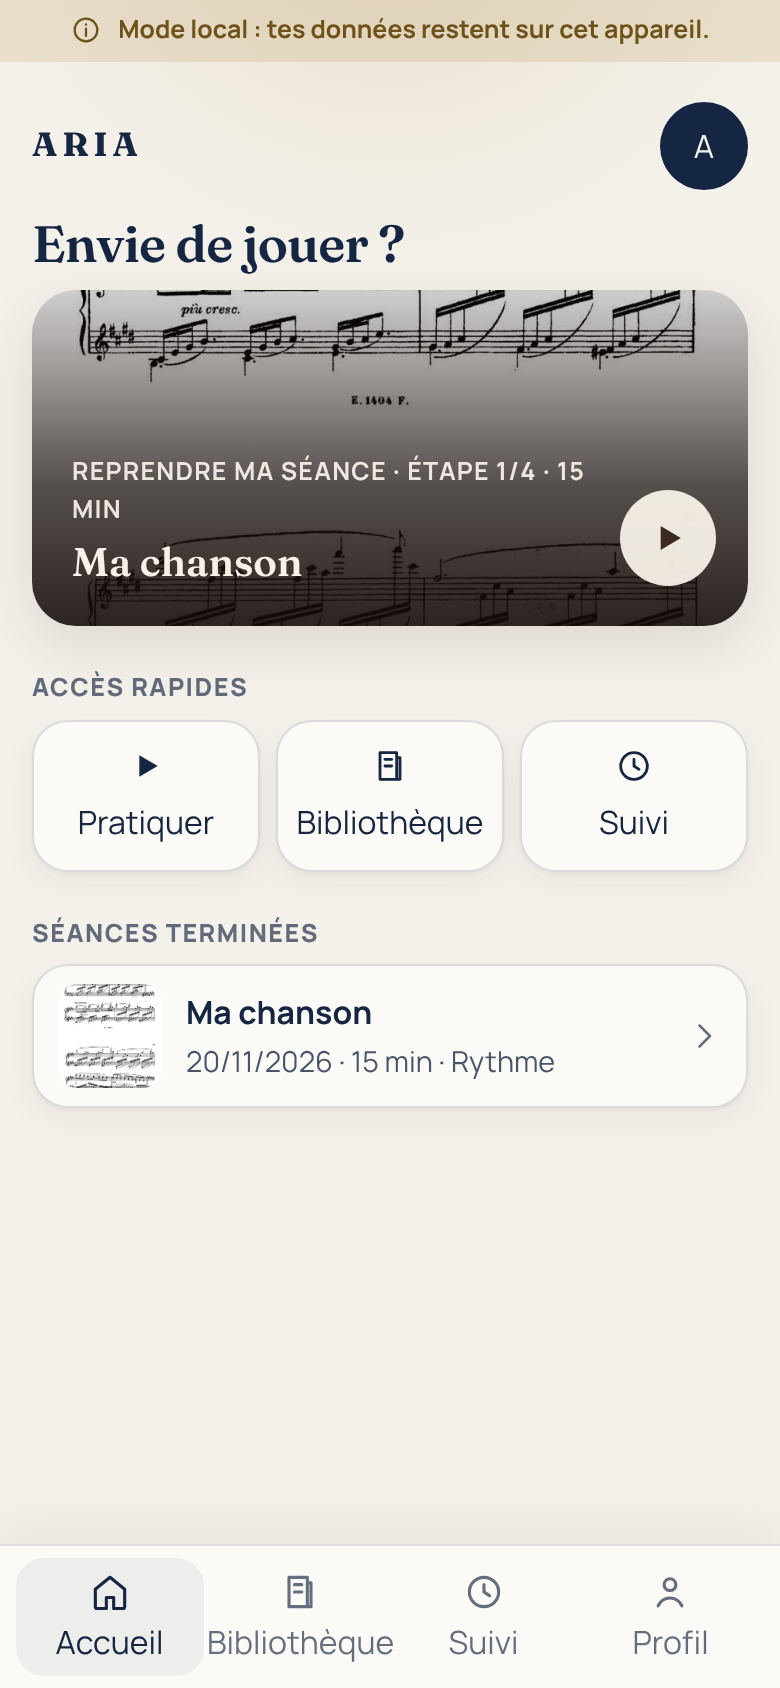 Mode local : tes données restent sur cet appareil.
ARIA
A
Envie de jouer ?
più cresc.
E. 1404 F.
REPRENDRE MA SÉANCE · ÉTAPE 1/4 · 15
MIN
Ma chanson
ACCÈS RAPIDES
Pratiquer
Bibliothèque
Suivi
SÉANCES TERMINÉES
Ma chanson
20/11/2026 · 15 min · Rythme
Accueil
Bibliothèque
Suivi
Profil